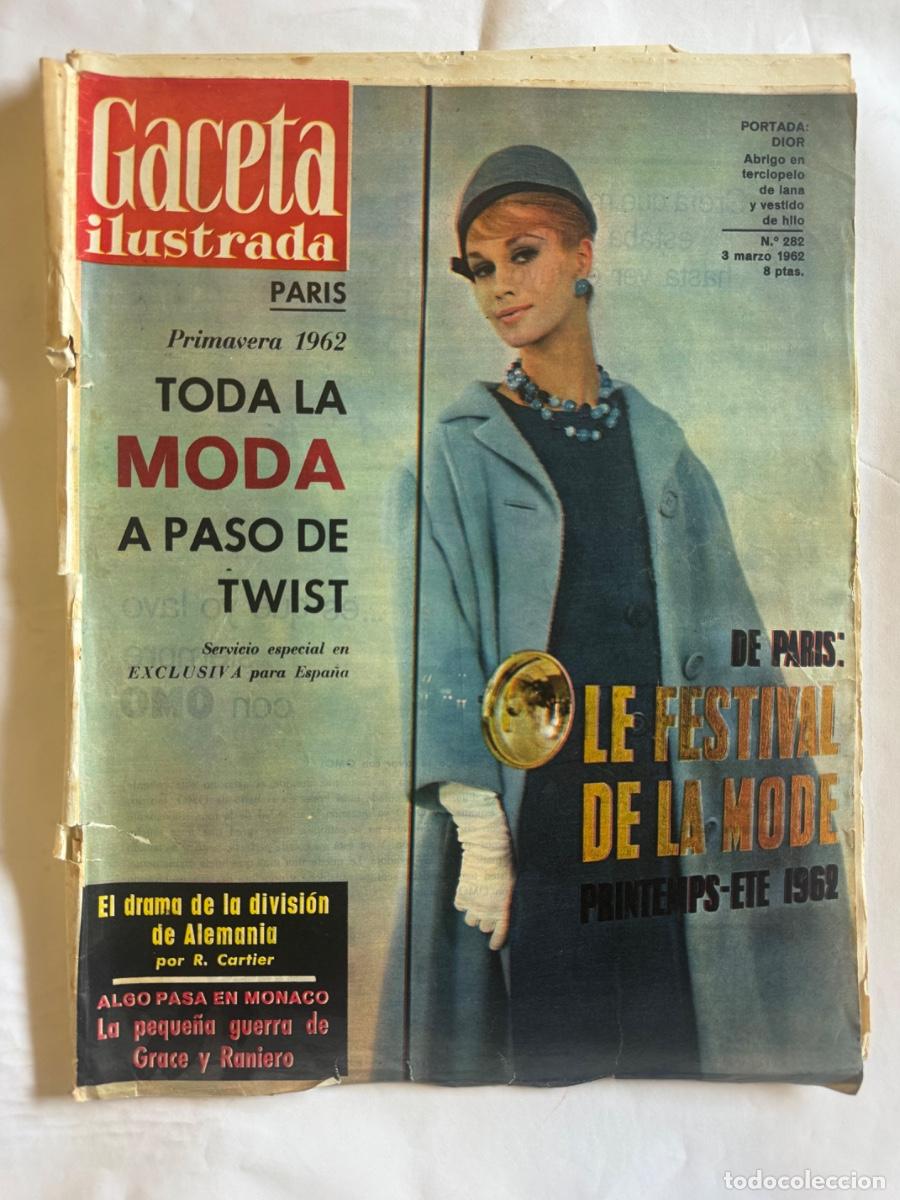 Gaceta
ilustrada
PARIS
Primavera 1962
TODA LA
MODA
A PASO DE
TWIST
Servicio especial en
EXCLUSIVA para España
PORTADA:
DIOR
Abrigo en
terciopelo
de lana
y vestido
de hilo
N.º 282
3 marzo 1962
8 ptas.
DE PARIS:
LE FESTIVAL
DE LA MODE
PRINTEMPS-ETE 1962
El drama de la división
de Alemania
por R. Cartier
ALGO PASA EN MONACO
La pequeña guerra de
Grace y Raniero
todocoleccion